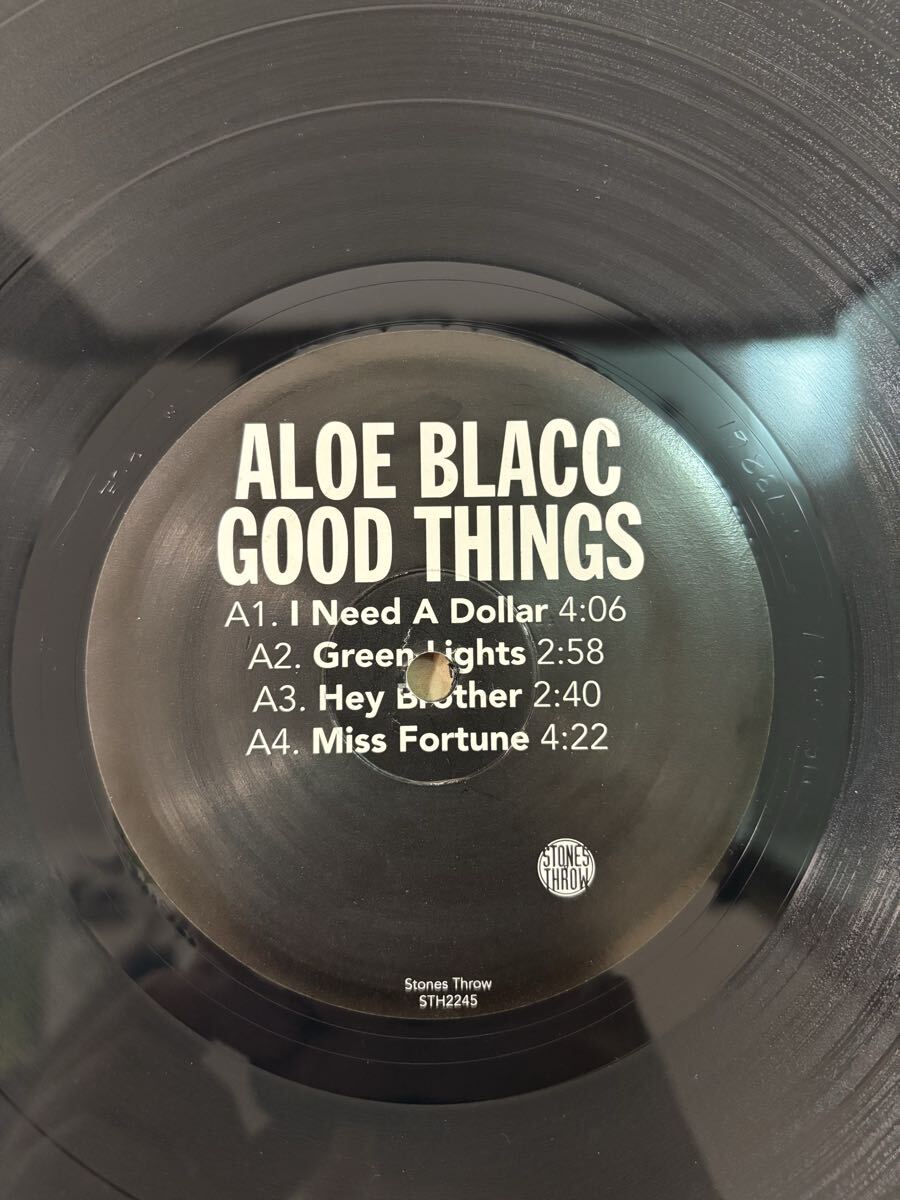 ALOE BLACC
GOOD THINGS
A1. I Need A Dollar 4:06
A2. Green Lights 2:58
A3. Hey Brother 2:40
A4. Miss Fortune 4:22
STONES
THROW
Stones Throw
STH2245